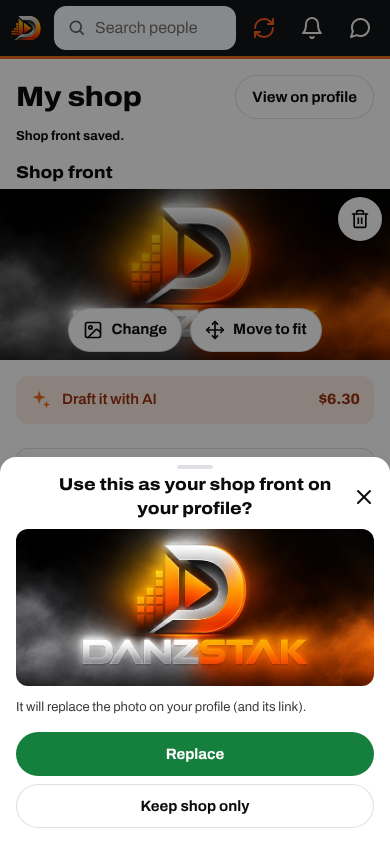 Search people
My shop
View on profile
Shop front saved.
Shop front
Change
Move to fit
Draft it with AI
$6.30
Use this as your shop front on
your profile?
DANZSTAK
It will replace the photo on your profile (and its link).
Replace
Keep shop only